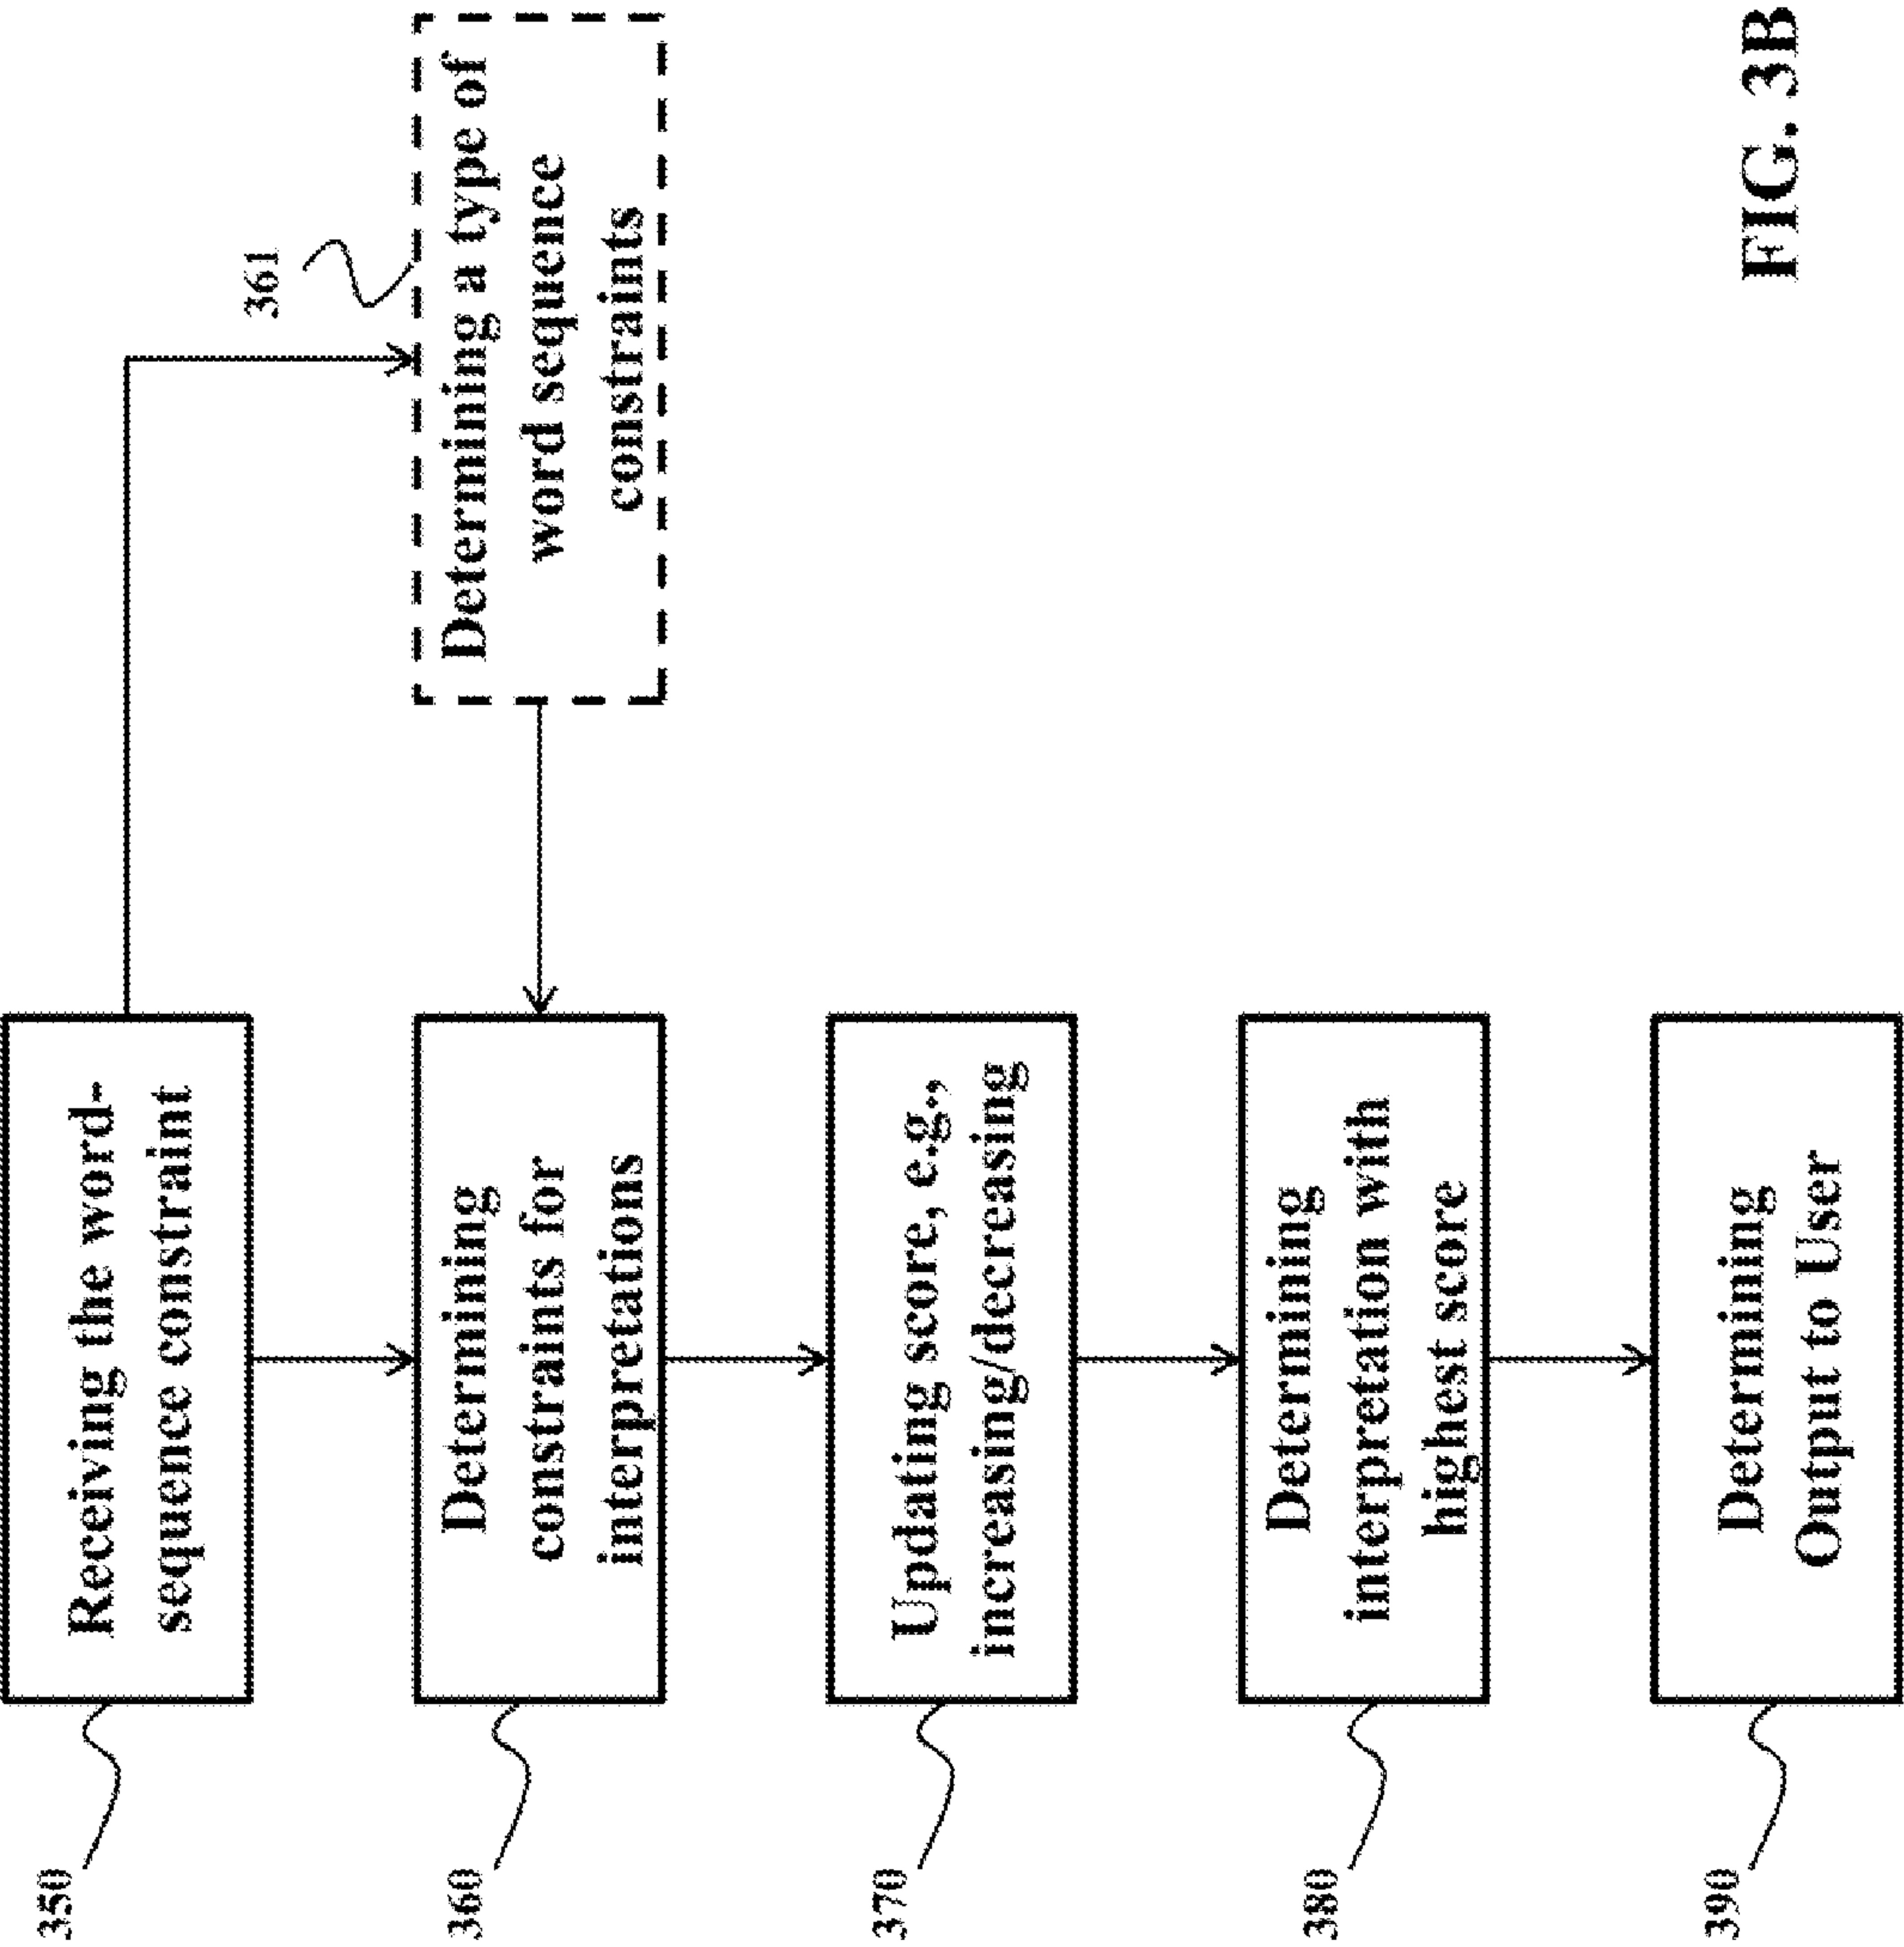 350
Receiving the word-
sequence constraint
361
Determining a type of
word sequence
constraints
360
Determining
constraints for
interpretations
370
Updating score, e.g.,
increasing/decreasing
380
Determining
interpretation with
highest score
390
Determining
Output to User
FIG. 3B